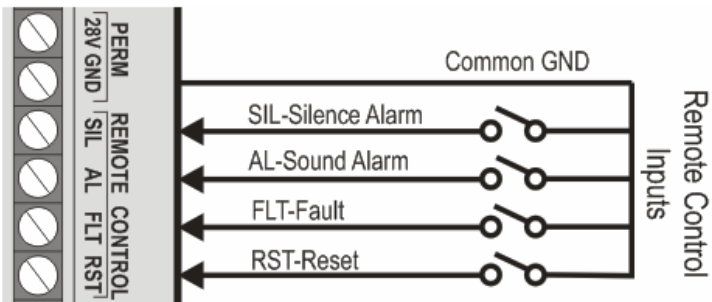 PERM
28V GND
REMOTE CONTROL
SIL AL FLT RST
Common GND
SIL-Silence Alarm
AL-Sound Alarm
FLT-Fault
RST-Reset
Remote Control
Inputs